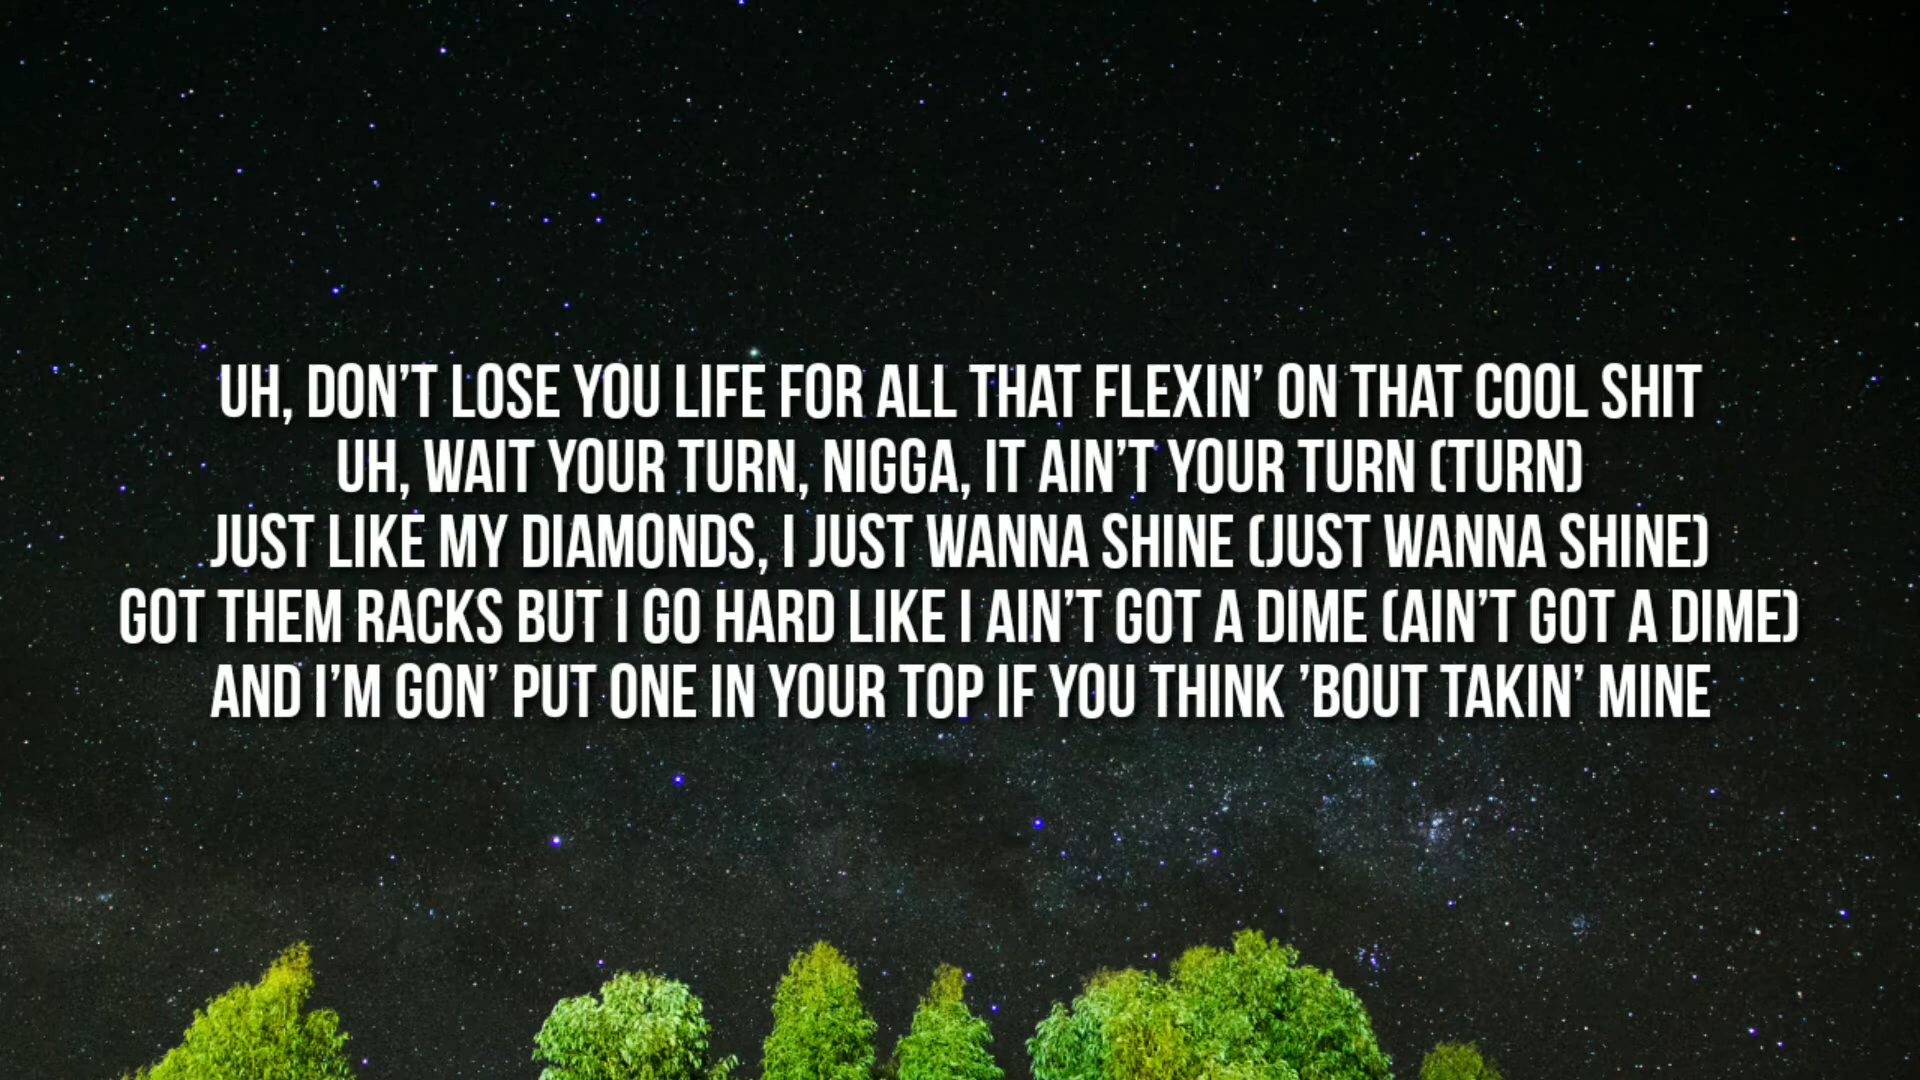 UH, DON'T LOSE YOU LIFE FOR ALL THAT FLEXIN' ON THAT COOL SHIT
UH, WAIT YOUR TURN, NIGGA, IT AIN'T YOUR TURN (TURN)
JUST LIKE MY DIAMONDS, I JUST WANNA SHINE (JUST WANNA SHINE)
GOT THEM RACKS BUT I GO HARD LIKE I AIN'T GOT A DIME (AIN'T GOT A DIME)
AND I'M GON' PUT ONE IN YOUR TOP IF YOU THINK 'BOUT TAKIN' MINE